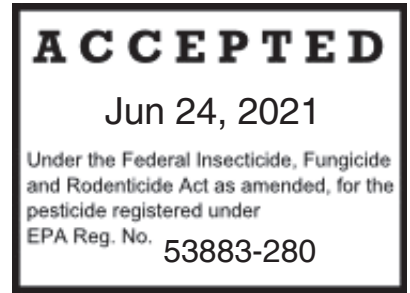 ACCEPTED
Jun 24, 2021
Under the Federal Insecticide, Fungicide
and Rodenticide Act as amended, for the
pesticide registered under
EPA Reg. No. 53883-280